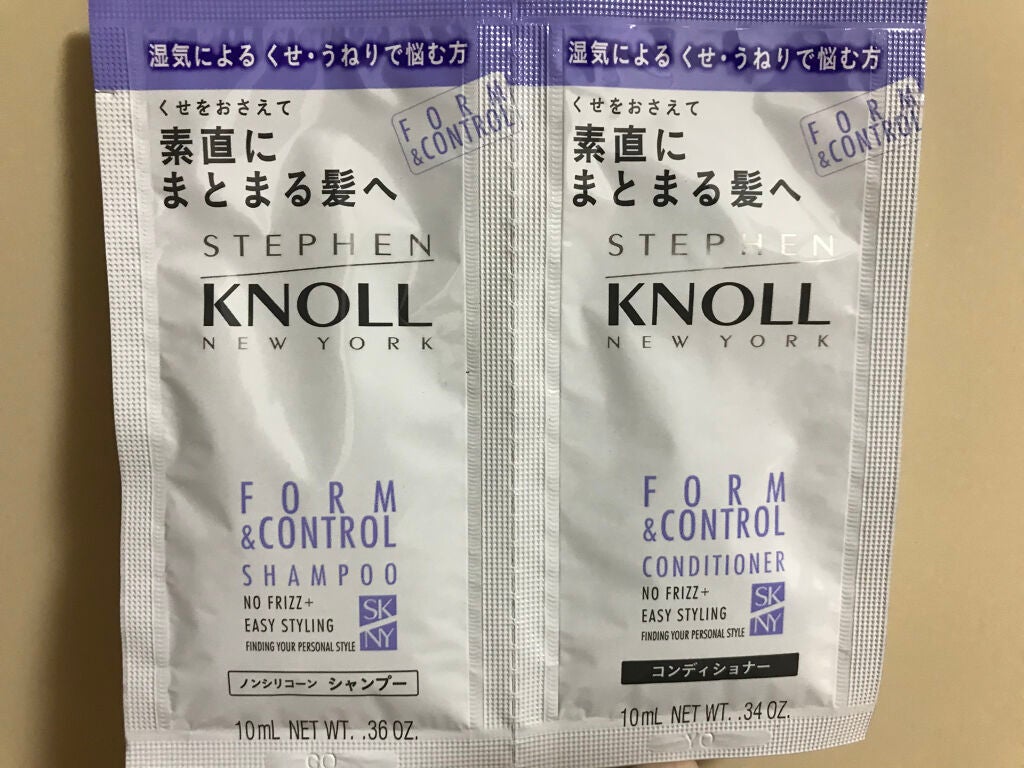 湿気による くせ・うねりで悩む方
くせをおさえて
素直に
まとまる髪へ
FORM
&CONTROL
STEPHEN
KNOLL
NEW YORK
FORM
&CONTROL
SHAMPOO
NO FRIZZ+
EASY STYLING
FINDING YOUR PERSONAL STYLE
SK
NY
ノンシリコーン シャンプー
10mL NET WT. .36 OZ.
湿気による くせ・うねりで悩む方
くせをおさえて
素直に
まとまる髪へ
FORM
&CONTROL
STEPHEN
KNOLL
NEW YORK
FORM
&CONTROL
CONDITIONER
NO FRIZZ+
EASY STYLING
FINDING YOUR PERSONAL STYLE
SK
NY
コンディショナー
10mL NET WT. .34 OZ.
YO